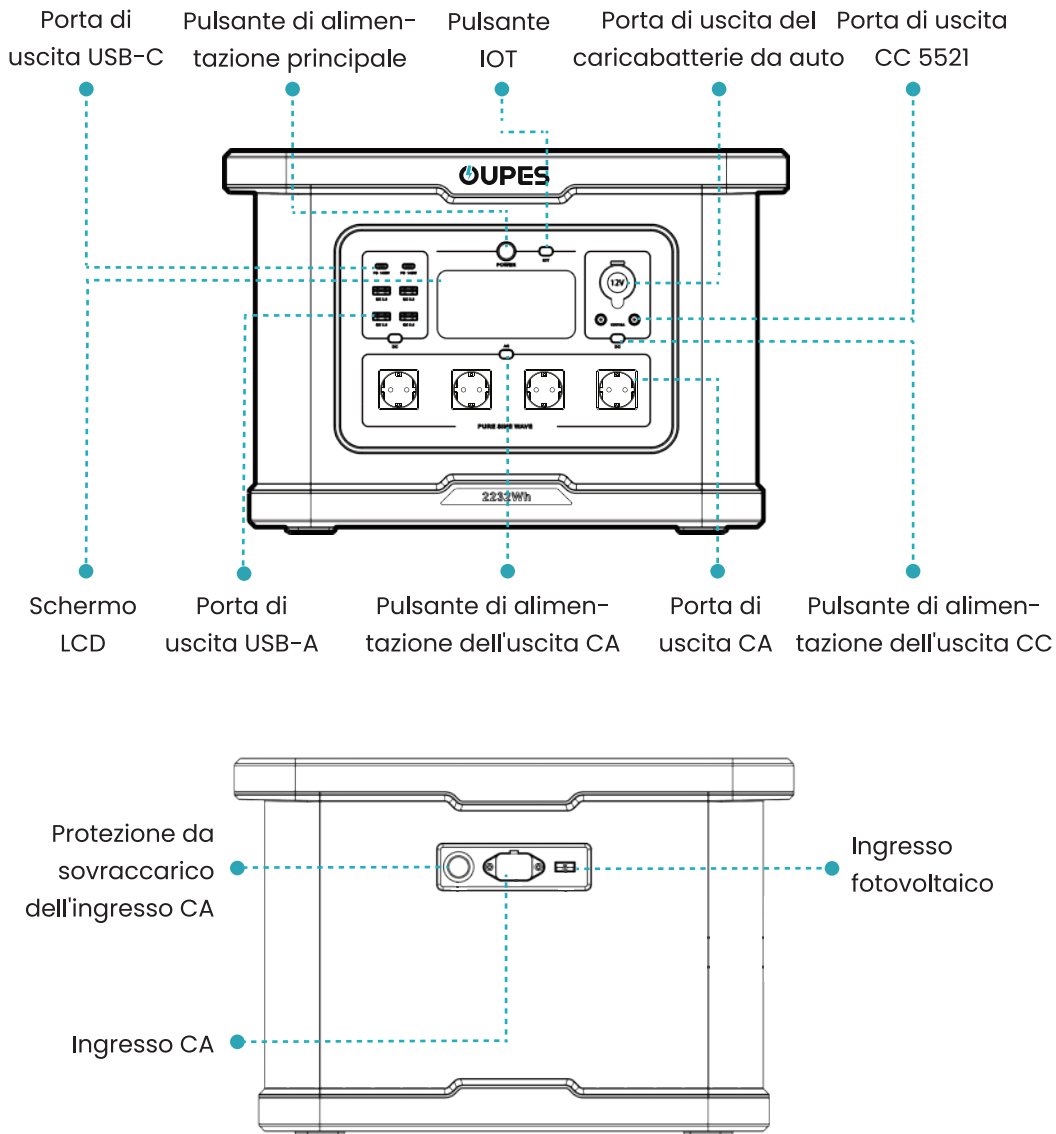 Porta di
uscita USB-C
Pulsante di alimen-
tazione principale
Pulsante
IOT
Porta di uscita del
caricabatterie da auto
Porta di uscita
CC 5521
OUPES
POWER
IOT
12V
DC
AC
DC
PURE SINE WAVE
2232Wh
Schermo
LCD
Porta di
uscita USB-A
Pulsante di alimen-
tazione dell'uscita CA
Porta di
uscita CA
Pulsante di alimen-
tazione dell'uscita CC
Protezione da
sovraccarico
dell'ingresso CA
Ingresso
fotovoltaico
Ingresso CA